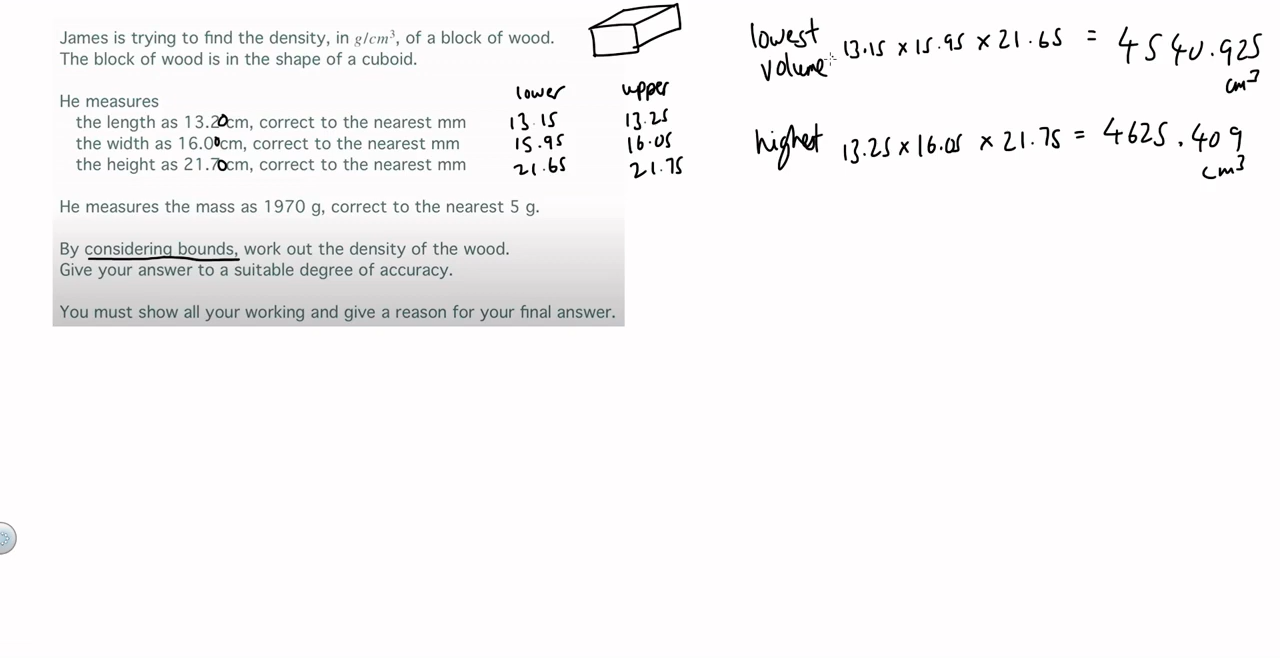 James is trying to find the density, in g/cm³, of a block of wood.
The block of wood is in the shape of a cuboid.
He measures
the length as 13.20cm, correct to the nearest mm
the width as 16.00cm, correct to the nearest mm
the height as 21.70cm, correct to the nearest mm
lower upper
13.15 13.25
15.95 16.05
21.65 21.75
He measures the mass as 1970 g, correct to the nearest 5 g.
By considering bounds, work out the density of the wood.
Give your answer to a suitable degree of accuracy.
You must show all your working and give a reason for your final answer.
lowest
volume: 13.15 × 15.95 × 21.65 = 4540.925
cm³
highest 13.25 × 16.05 × 21.75 = 4625.409
cm³